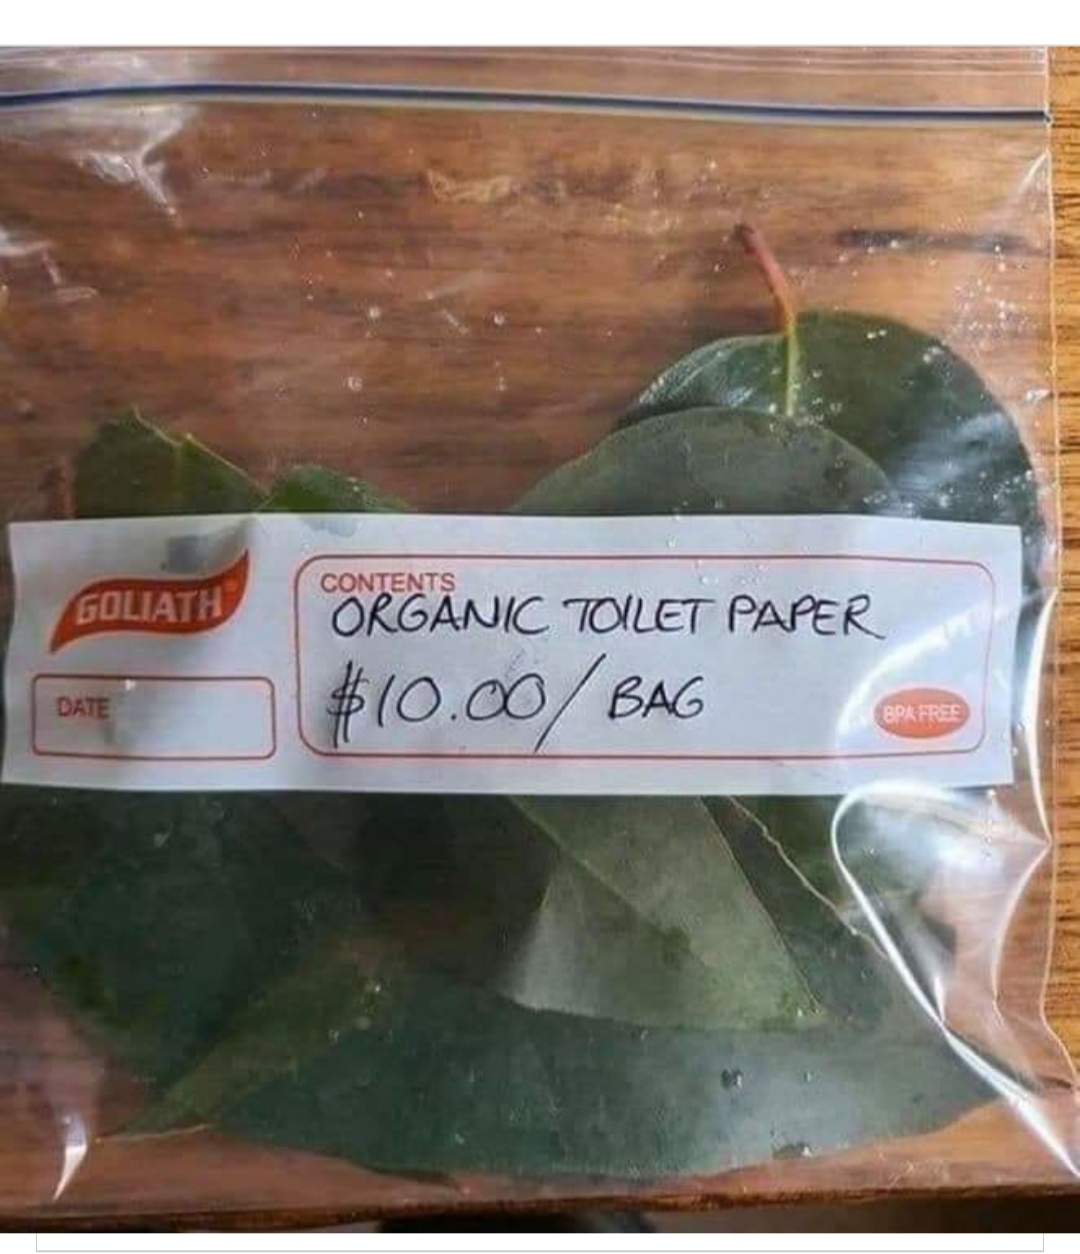 GOLIATH
CONTENTS
ORGANIC TOILET PAPER
$10.00/BAG
DATE
BPA FREE